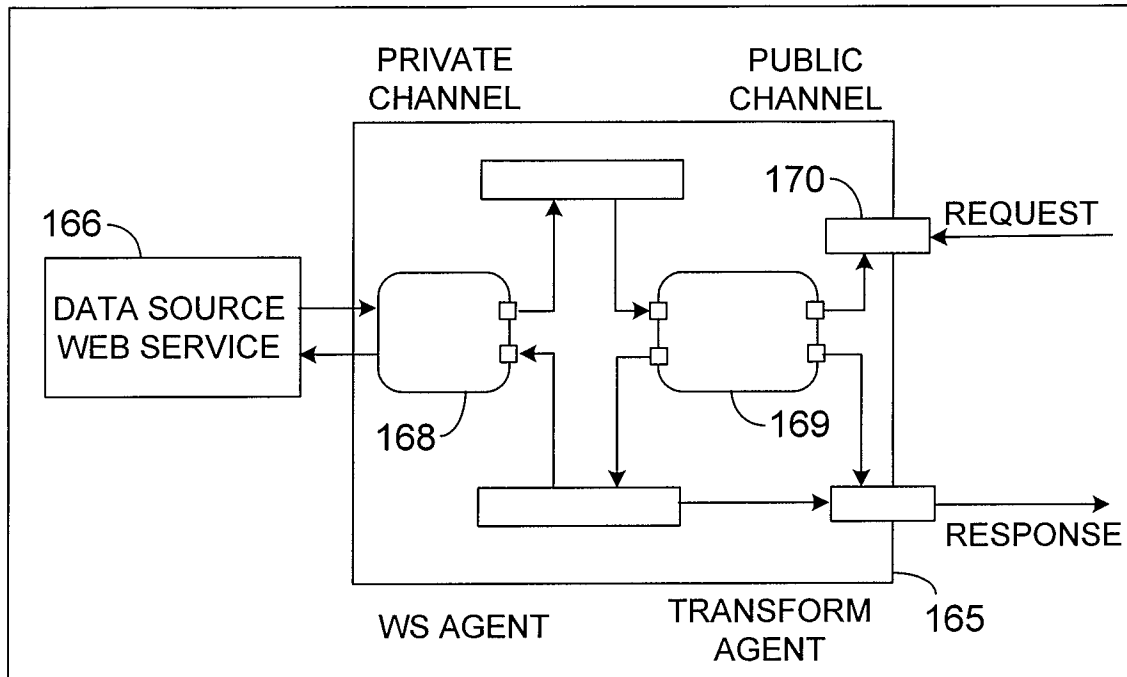 PRIVATE
CHANNEL
PUBLIC
CHANNEL
170
REQUEST
166
DATA SOURCE
WEB SERVICE
168
169
RESPONSE
WS AGENT
TRANSFORM
AGENT
165